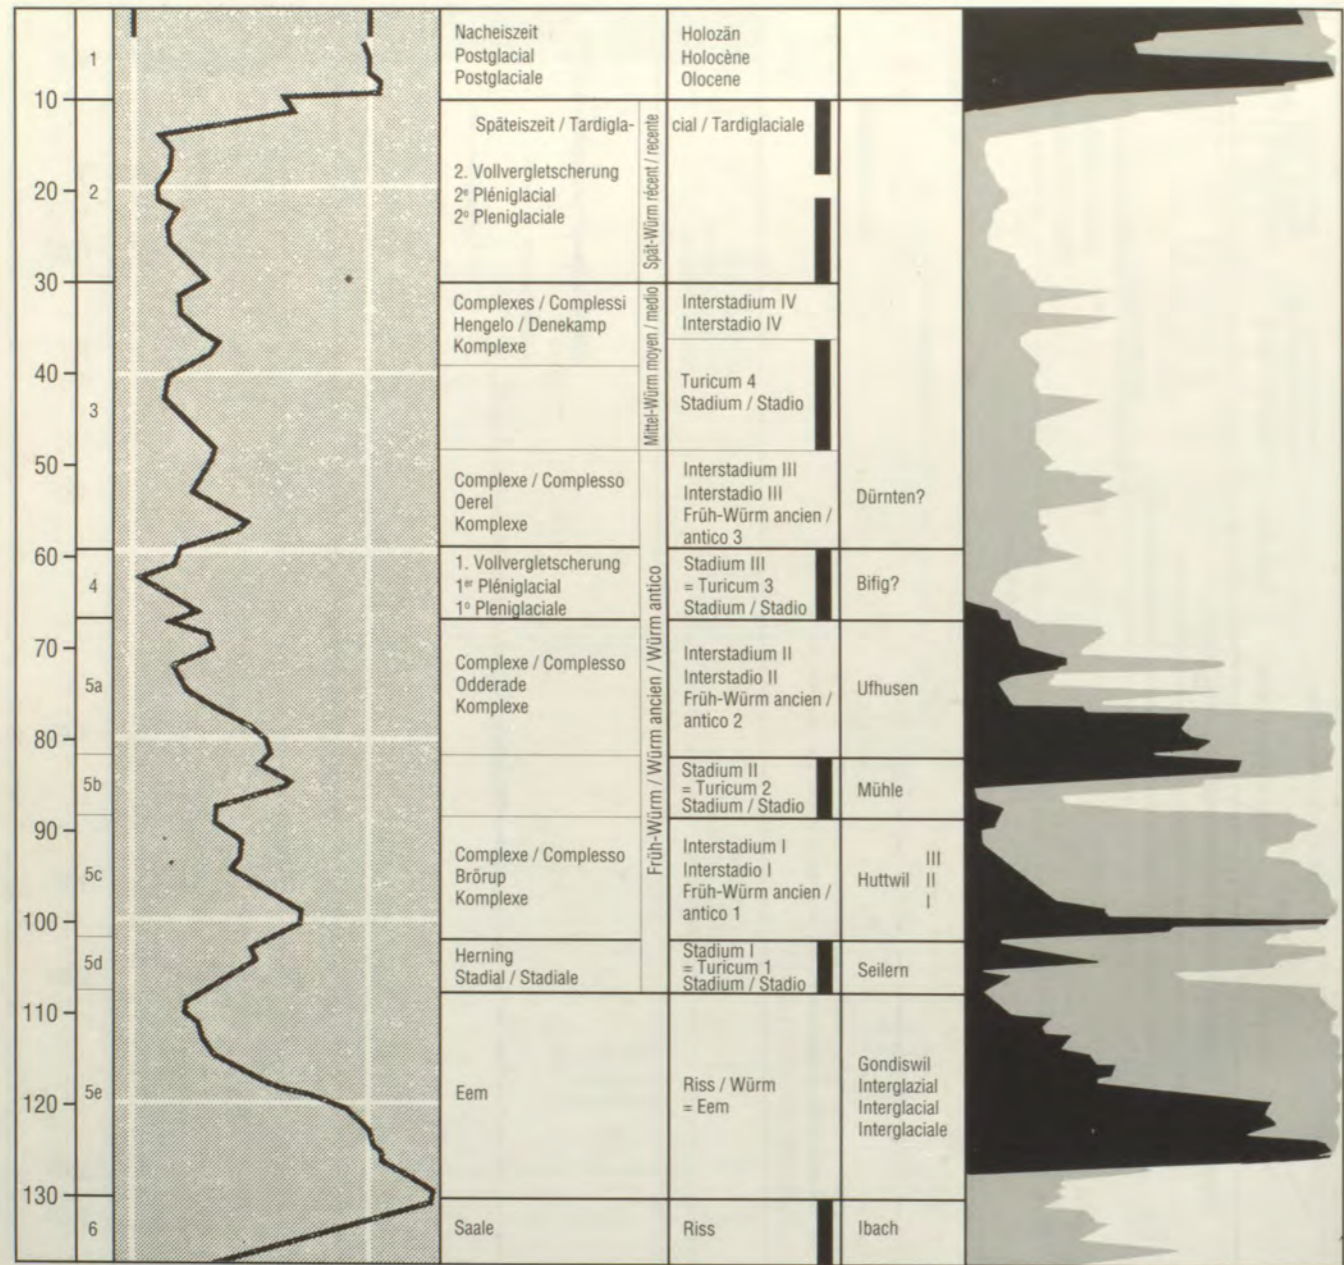 1
Nacheiszeit
Postglacial
Postglaciale
Holozän
Holocène
Olocene
10
2
Späteiszeit / Tardigla-
cial / Tardiglaciale
20
2. Vollvergletscherung
2e Pléniglacial
2o Pleniglaciale
Spät-Würm récent / recente
30
3
Complexes / Complessi
Hengelo / Denekamp
Komplexe
Mittel-Würm moyen / medio
Interstadium IV
Interstadio IV
40
Turicum 4
Stadium / Stadio
50
Complexe / Complesso
Oerel
Komplexe
Früh-Würm / Würm ancien / Würm antico
Interstadium III
Interstadio III
Früh-Würm ancien /
antico 3
Dürnten?
60
4
1. Vollvergletscherung
1er Pléniglacial
1o Pleniglaciale
Stadium III
= Turicum 3
Stadium / Stadio
Bifig?
70
5a
Complexe / Complesso
Odderade
Komplexe
Interstadium II
Interstadio II
Früh-Würm ancien /
antico 2
Ufhusen
80
5b
Stadium II
= Turicum 2
Stadium / Stadio
Mühle
90
5c
Complexe / Complesso
Brörup
Komplexe
Interstadium I
Interstadio I
Früh-Würm ancien /
antico 1
Huttwil
III
II
I
100
5d
Herning
Stadial / Stadiale
Stadium I
= Turicum 1
Stadium / Stadio
Seilern
110
5e
Eem
Riss / Würm
= Eem
Gondiswil
Interglazial
Interglacial
Interglaciale
120
130
6
Saale
Riss
Ibach